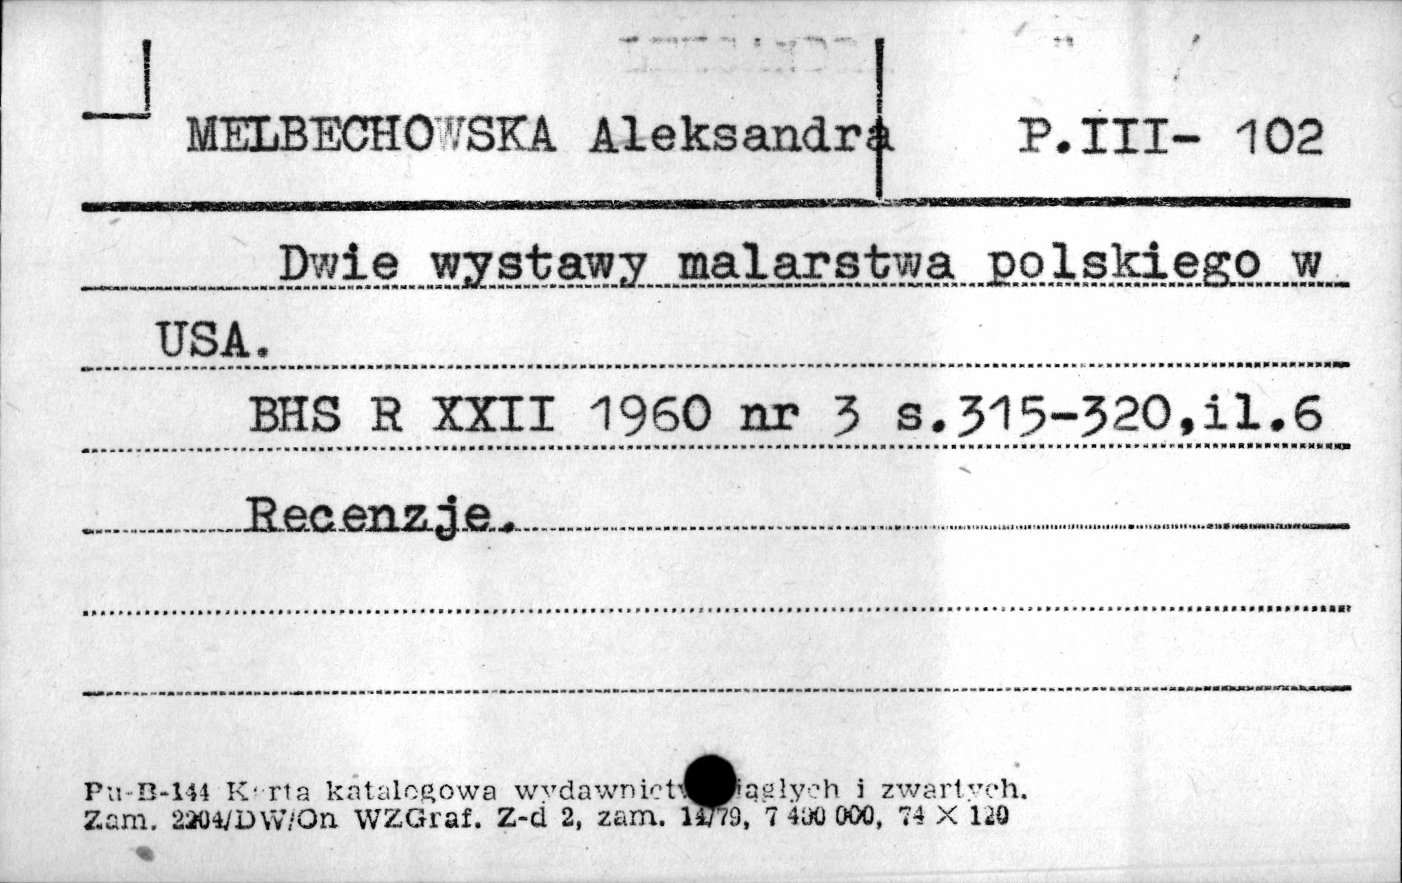 MELBECHOWSKA Aleksandra P.III- 102
Dwie wystawy malarstwa polskiego w
USA.
BHS R XXII 1960 nr 3 s.315-320,il.6
Recenzje.
Pu-B-144 Karta katalogowa wydawnictw ciągłych i zwartych.
Zam. 2204/DW/On WZGraf. Z-d 2, zam. 14/79, 7 400 000, 74 X 120